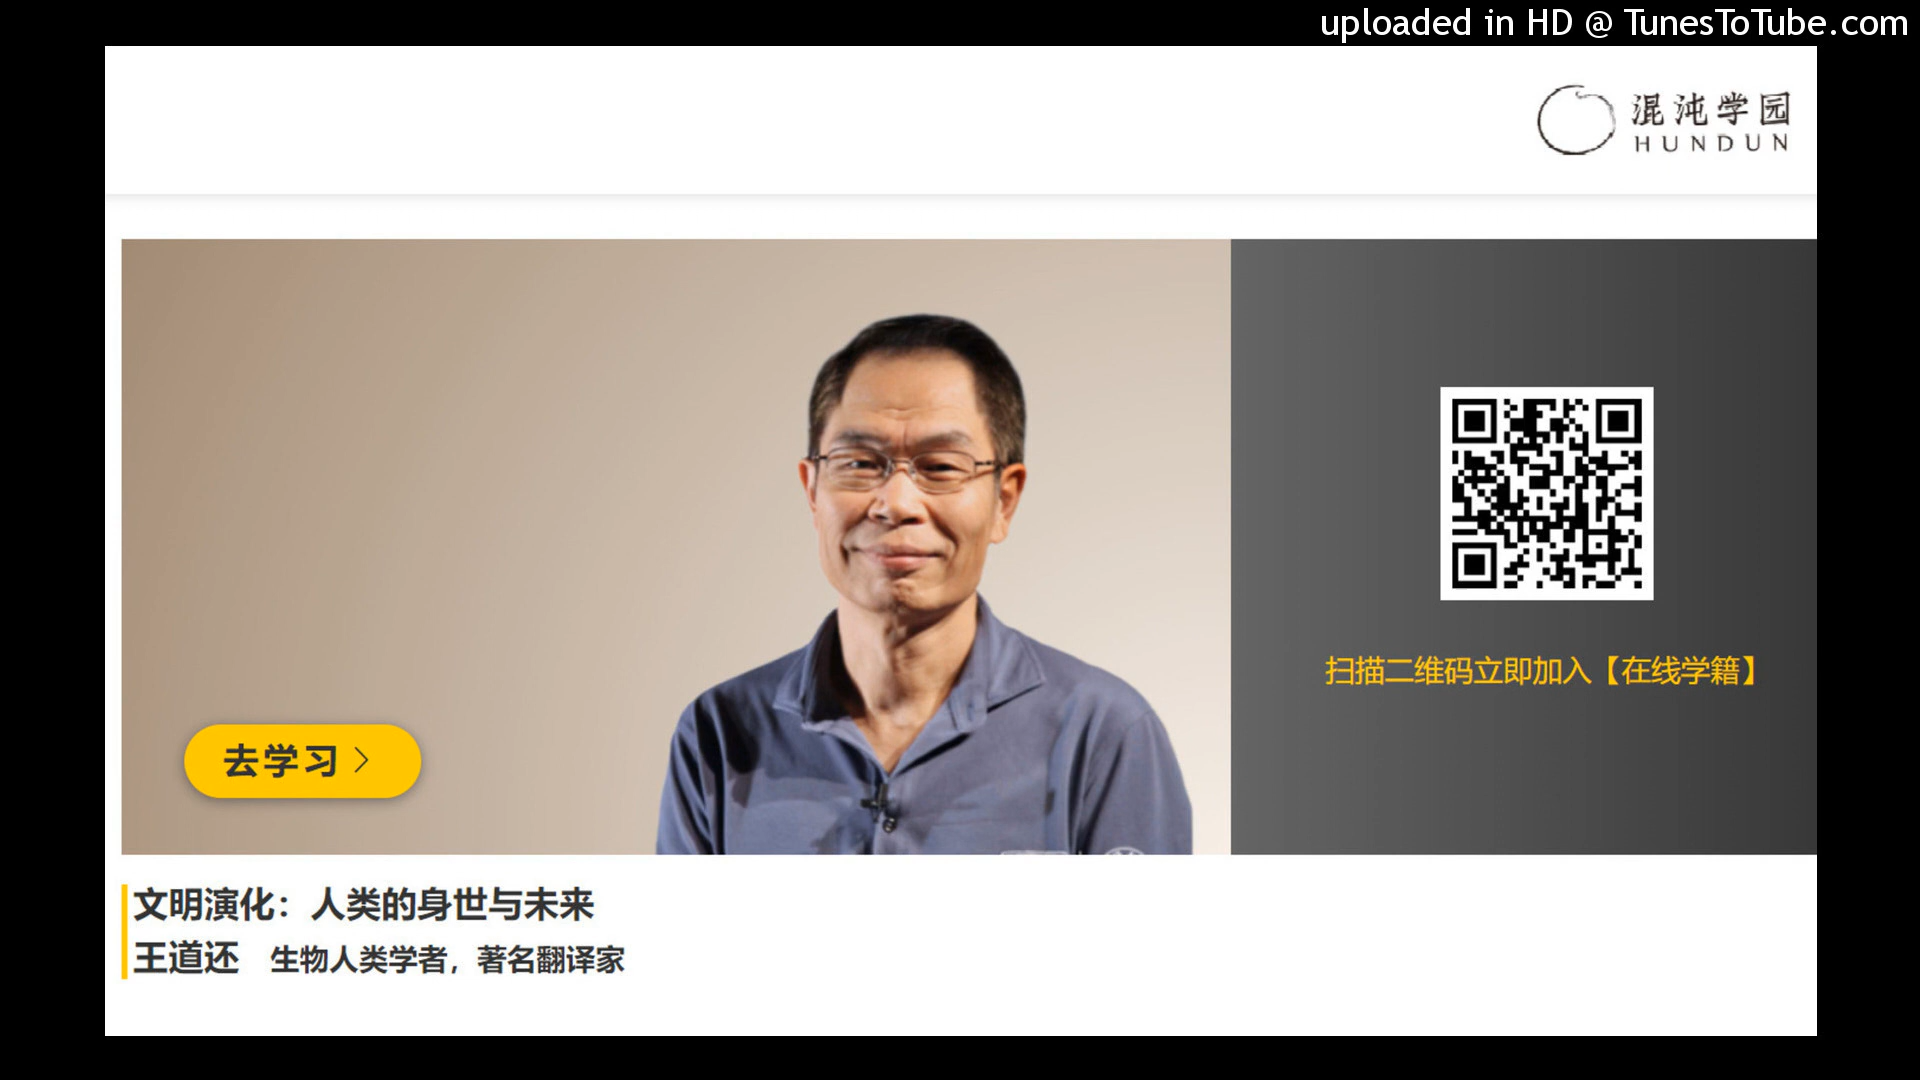 uploaded in HD @ TunesToTube.com
混沌学园
HUNDUN
扫描二维码立即加入【在线学籍】
去学习 >
文明演化：人类的身世与未来
王道还 生物人类学者，著名翻译家